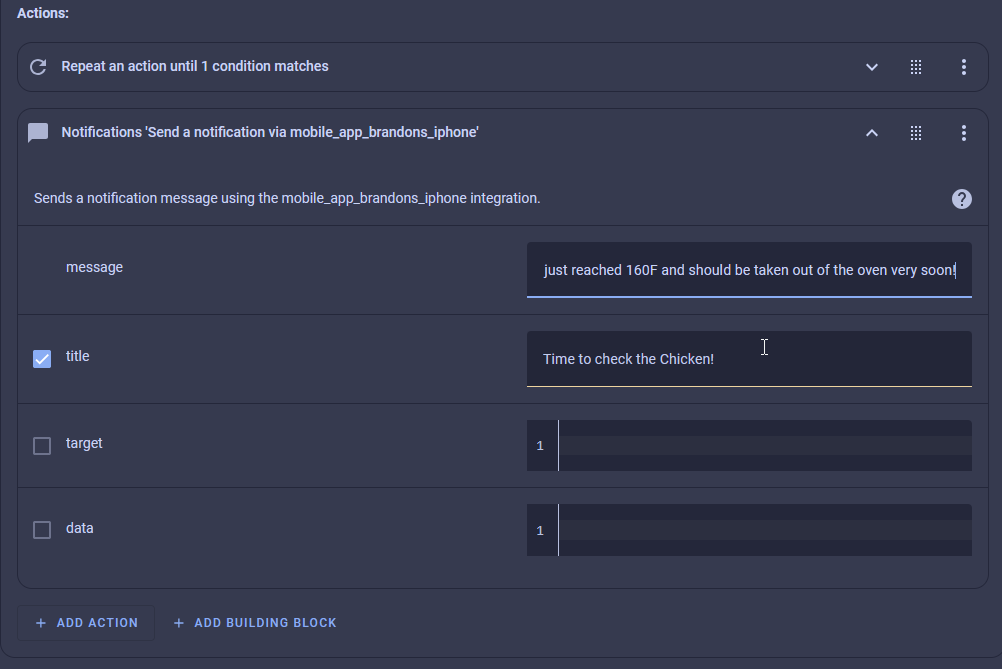 Actions:
Repeat an action until 1 condition matches
Notifications 'Send a notification via mobile_app_brandons_iphone'
Sends a notification message using the mobile_app_brandons_iphone integration.
message
just reached 160F and should be taken out of the oven very soon!
title
Time to check the Chicken!
target
1
data
1
+ ADD ACTION
+ ADD BUILDING BLOCK